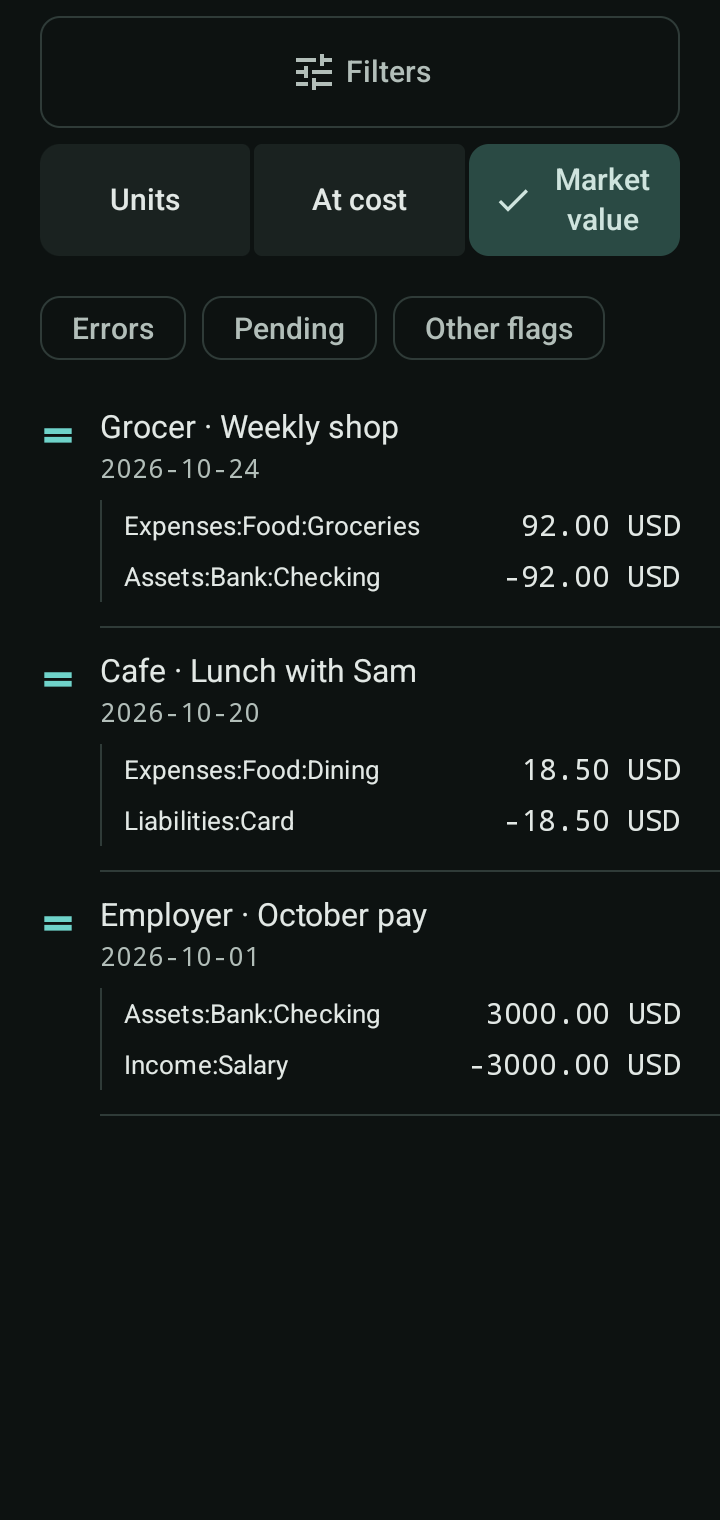 Filters
Units
At cost
Market
value
Errors
Pending
Other flags
Grocer · Weekly shop
2026-10-24
Expenses:Food:Groceries 92.00 USD
Assets:Bank:Checking -92.00 USD
Cafe · Lunch with Sam
2026-10-20
Expenses:Food:Dining 18.50 USD
Liabilities:Card -18.50 USD
Employer · October pay
2026-10-01
Assets:Bank:Checking 3000.00 USD
Income:Salary -3000.00 USD